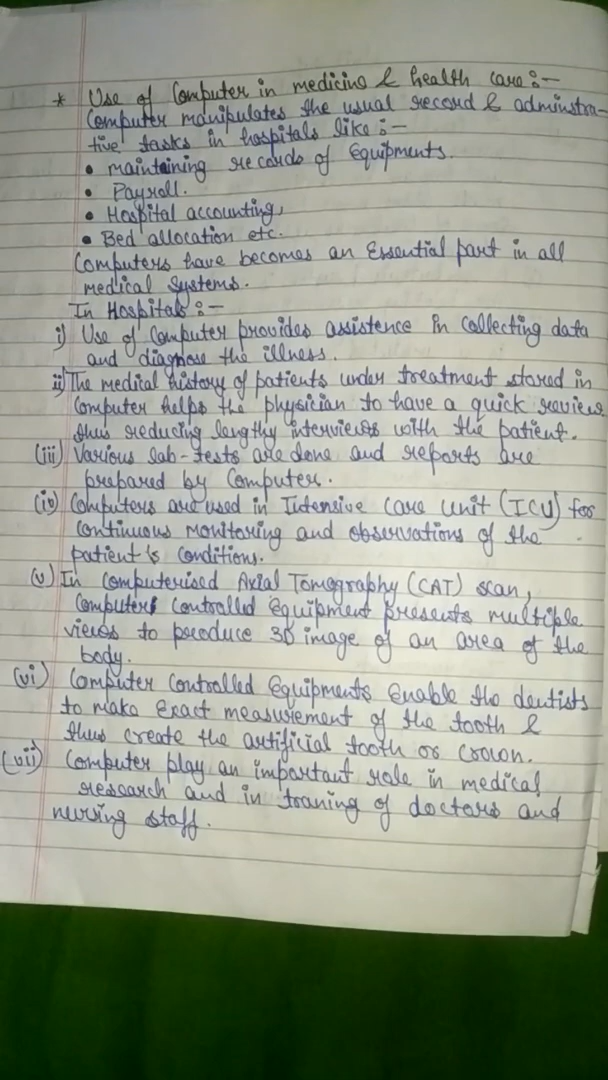 * Use of Computer in medicine & health care :-
Computer manipulates the usual record & adminstra-
tive tasks in hospitals like :-
• maintaining records of Equipments.
• Payroll.
• Hospital accounting,
• Bed allocation etc.
Computers have becomes an Essential part in all
medical Systems.
In Hospitals :-
i) Use of Computer provides assistence in Collecting data
and diagnose the illness.
ii) The medical history of patients under treatment stored in
Computer helps the physician to have a quick review
thus reducing lengthy interviews with the patient.
(iii) Various lab-tests are done and reports are
prepared by Computer.
(iv) Computers are used in Intensive Care unit (ICU) for
Continuous Monitoring and observations of the
patient's Conditions.
(v) In Computerised Axial Tomography (CAT) scan,
Computers Controlled Equipment presents multiple
views to produce 3D image of an area of the
body.
(vi) Computer Controlled Equipments Enable the dentists
to make Exact measurement of the tooth &
thus create the artificial tooth or Crown.
(vii) Computer play an important role in medical
research and in traning of doctors and
nursing staff.